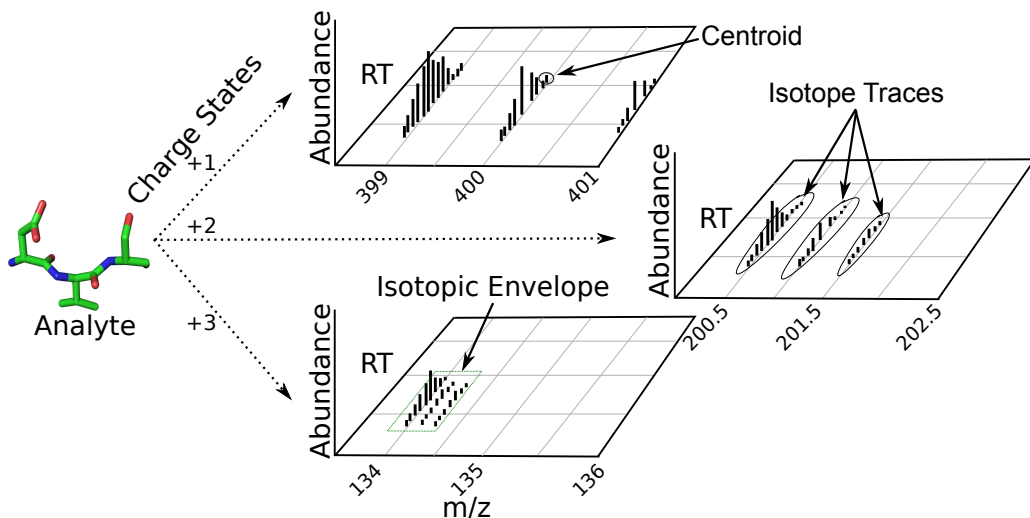 Abundance
RT
Centroid
399
400
401
Charge States
+1
+2
+3
Analyte
Isotope Traces
Abundance
RT
200.5
201.5
202.5
Isotopic Envelope
Abundance
RT
134
135
136
m/z